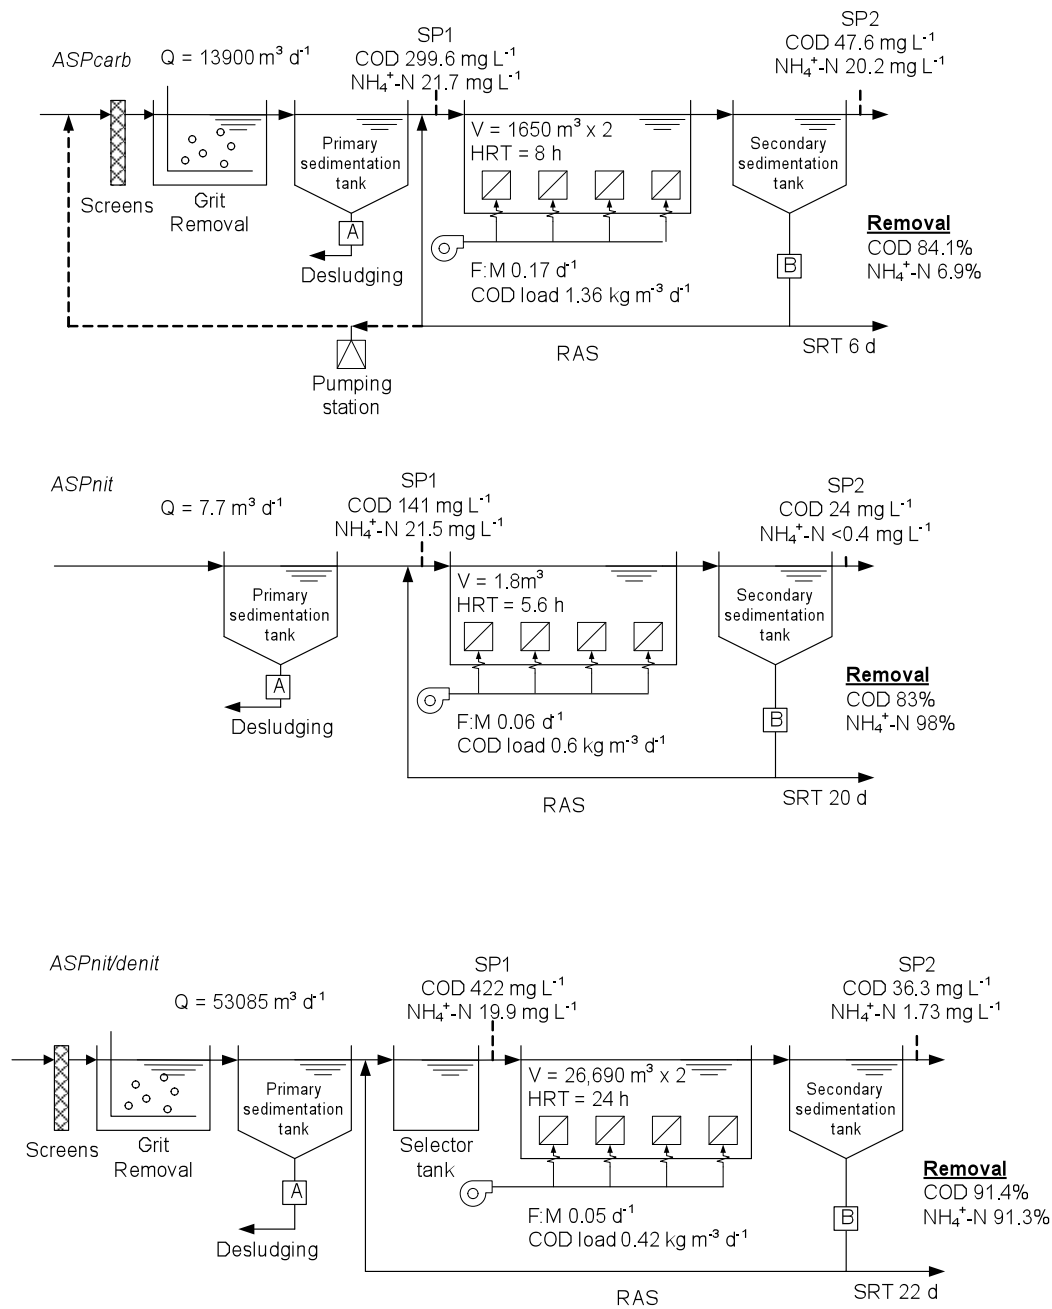 ASPcarb
Q = 13900 m³ d⁻¹
SP1
COD 299.6 mg L⁻¹
NH₄⁺-N 21.7 mg L⁻¹
SP2
COD 47.6 mg L⁻¹
NH₄⁺-N 20.2 mg L⁻¹
Screens
Grit
Removal
Primary
sedimentation
tank
A
Desludging
V = 1650 m³ x 2
HRT = 8 h
F:M 0.17 d⁻¹
COD load 1.36 kg m⁻³ d⁻¹
Secondary
sedimentation
tank
B
Removal
COD 84.1%
NH₄⁺-N 6.9%
RAS
SRT 6 d
Pumping
station
ASPnit
Q = 7.7 m³ d⁻¹
SP1
COD 141 mg L⁻¹
NH₄⁺-N 21.5 mg L⁻¹
SP2
COD 24 mg L⁻¹
NH₄⁺-N <0.4 mg L⁻¹
Primary
sedimentation
tank
A
Desludging
V = 1.8m³
HRT = 5.6 h
F:M 0.06 d⁻¹
COD load 0.6 kg m⁻³ d⁻¹
Secondary
sedimentation
tank
B
Removal
COD 83%
NH₄⁺-N 98%
RAS
SRT 20 d
ASPnit/denit
Q = 53085 m³ d⁻¹
SP1
COD 422 mg L⁻¹
NH₄⁺-N 19.9 mg L⁻¹
SP2
COD 36.3 mg L⁻¹
NH₄⁺-N 1.73 mg L⁻¹
Screens
Grit
Removal
Primary
sedimentation
tank
A
Desludging
Selector
tank
V = 26,690 m³ x 2
HRT = 24 h
F:M 0.05 d⁻¹
COD load 0.42 kg m⁻³ d⁻¹
Secondary
sedimentation
tank
B
Removal
COD 91.4%
NH₄⁺-N 91.3%
RAS
SRT 22 d